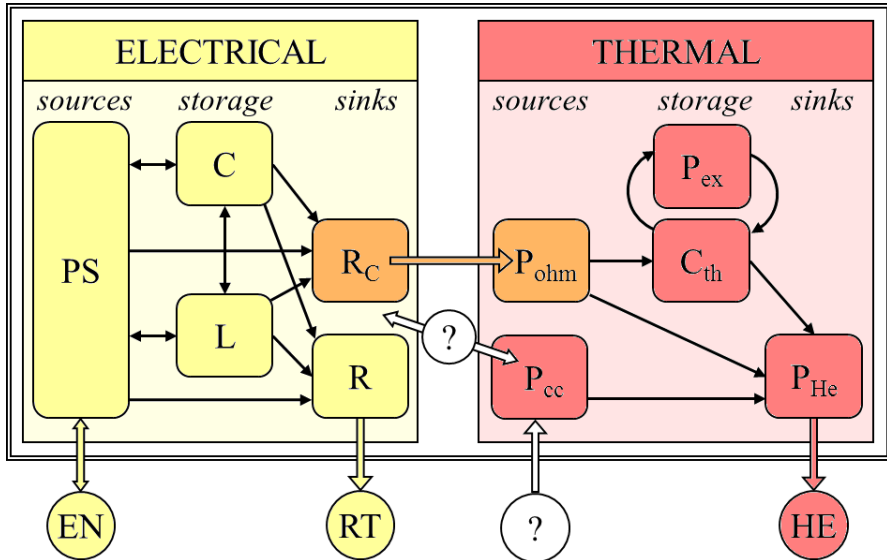 ELECTRICAL
THERMAL
sources storage sinks
sources storage sinks
C
P_ex
PS
R_C
P_ohm
C_th
L
?
R
P_cc
P_He
EN
RT
?
HE